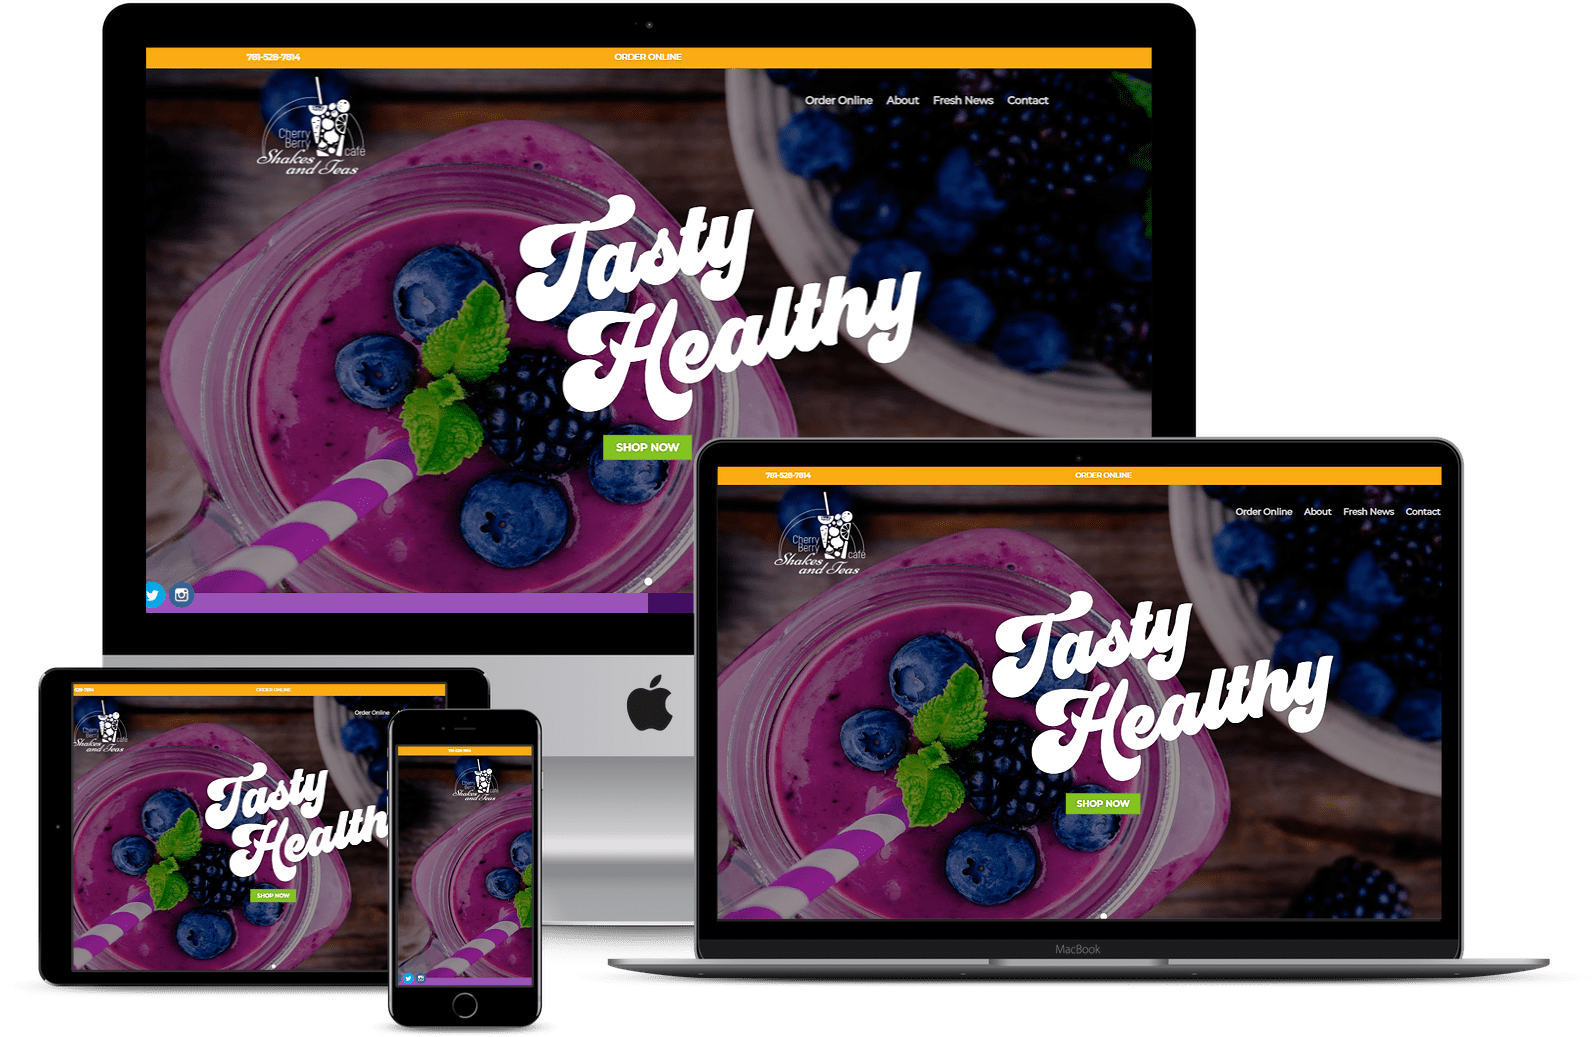 781-528-7814
ORDER ONLINE
Order Online About Fresh News Contact
Cherry
Berry
café
Shakes
and Teas
Tasty
Healthy
SHOP NOW
781-528-7814
ORDER ONLINE
Order Online About Fresh News Contact
Cherry
Berry
café
Shakes
and Teas
Tasty
Healthy
SHOP NOW
MacBook
528-7814
ORDER ONLINE
Order Online
Cherry
Berry
café
Shakes
and Teas
Tasty
Health
SHOP NOW
781-528-7814
Cherry
Berry
café
Shakes
and Teas